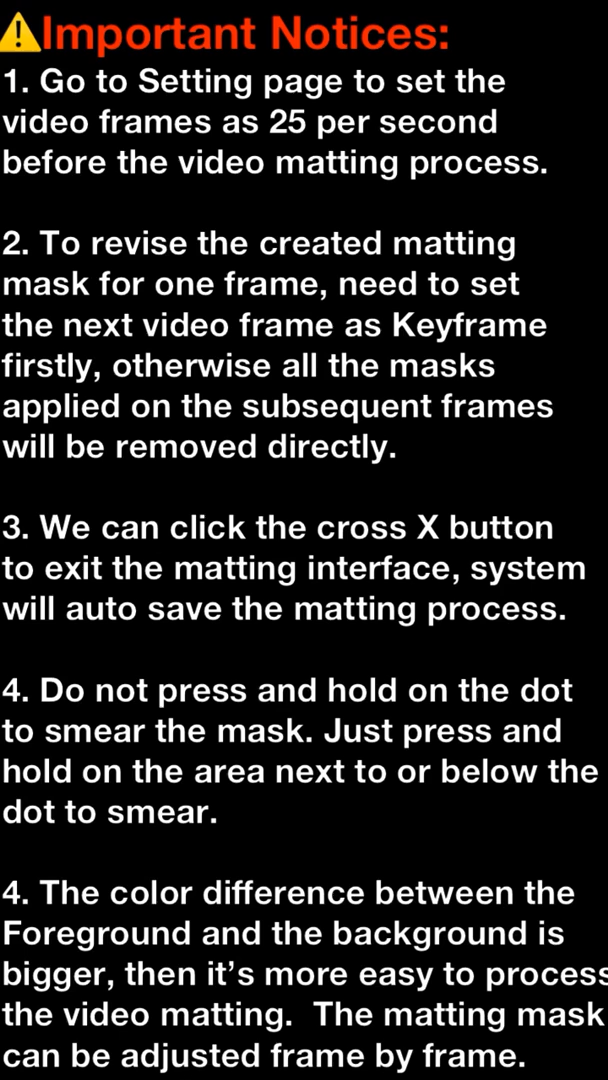 ⚠️Important Notices:
1. Go to Setting page to set the
video frames as 25 per second
before the video matting process.
2. To revise the created matting
mask for one frame, need to set
the next video frame as Keyframe
firstly, otherwise all the masks
applied on the subsequent frames
will be removed directly.
3. We can click the cross X button
to exit the matting interface, system
will auto save the matting process.
4. Do not press and hold on the dot
to smear the mask. Just press and
hold on the area next to or below the
dot to smear.
4. The color difference between the
Foreground and the background is
bigger, then it’s more easy to process
the video matting.  The matting mask
can be adjusted frame by frame.